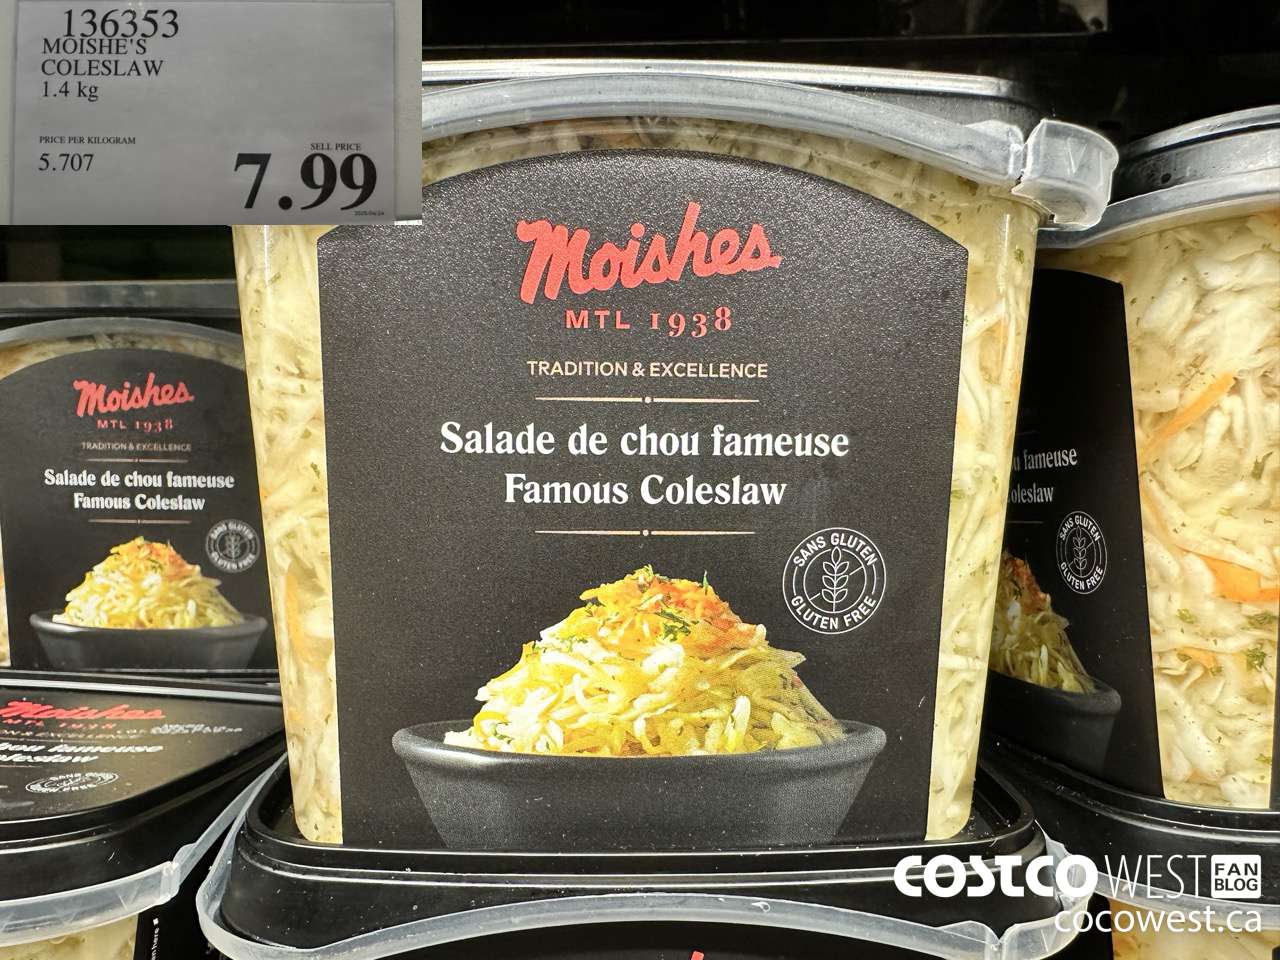 136353
MOISHE'S
COLESLAW
1.4 kg
PRICE PER KILOGRAM
5.707
SELL PRICE
7.99
Moishes
MTL 1938
TRADITION & EXCELLENCE
Salade de chou fameuse
Famous Coleslaw
SANS GLUTEN
GLUTEN FREE
Moishes
MTL 1938
TRADITION & EXCELLENCE
Salade de chou fameuse
Famous Coleslaw
SANS GLUTEN
GLUTEN FREE
fameuse
oleslaw
SANS GLUTEN
GLUTEN FREE
Moishes
COSTCO WEST FAN BLOG
cocowest.ca